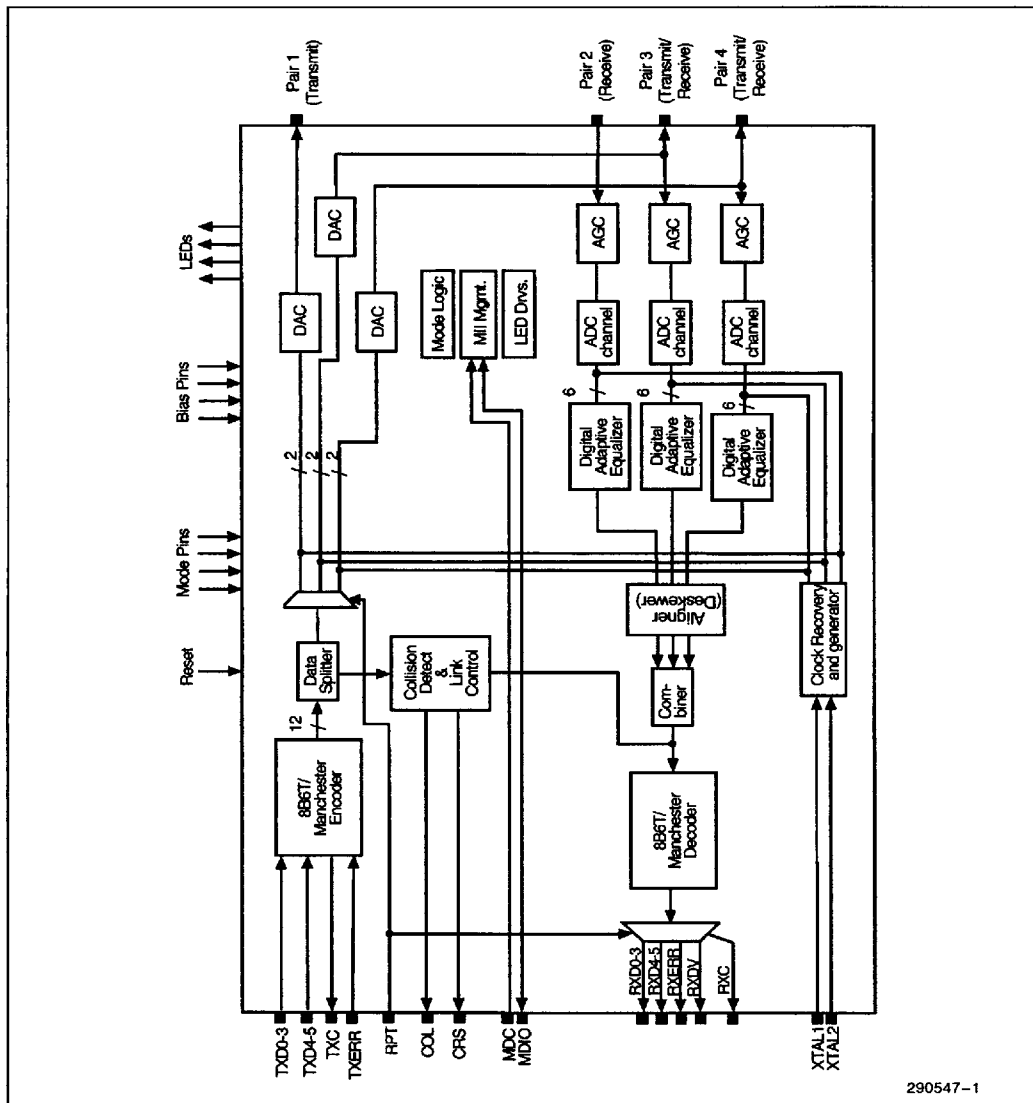 Pair 1
(Transmit)
Pair 2
(Receive)
Pair 3
(Transmit/
Receive)
Pair 4
(Transmit/
Receive)
LEDs
Bias Pins
Mode Pins
Reset
DAC
DAC
DAC
Mode Logic
MII Mgmt.
LED Drvs.
AGC
AGC
AGC
ADC
channel
ADC
channel
ADC
channel
6
6
6
Digital
Adaptive
Equalizer
Digital
Adaptive
Equalizer
Digital
Adaptive
Equalizer
2
2
2
Data
Splitter
12
Collision
Detect
&
Link
Control
Aligner
(Deskewer)
Com-
biner
Clock Recovery
and generator
8B6T/
Manchester
Encoder
8B6T/
Manchester
Decoder
TXD0-3
TXD4-5
TXC
TXERR
RPT
COL
CRS
MDC
MDIO
RXD0-3
RXD4-5
RXERR
RXDV
RXC
XTAL1
XTAL2
290547-1